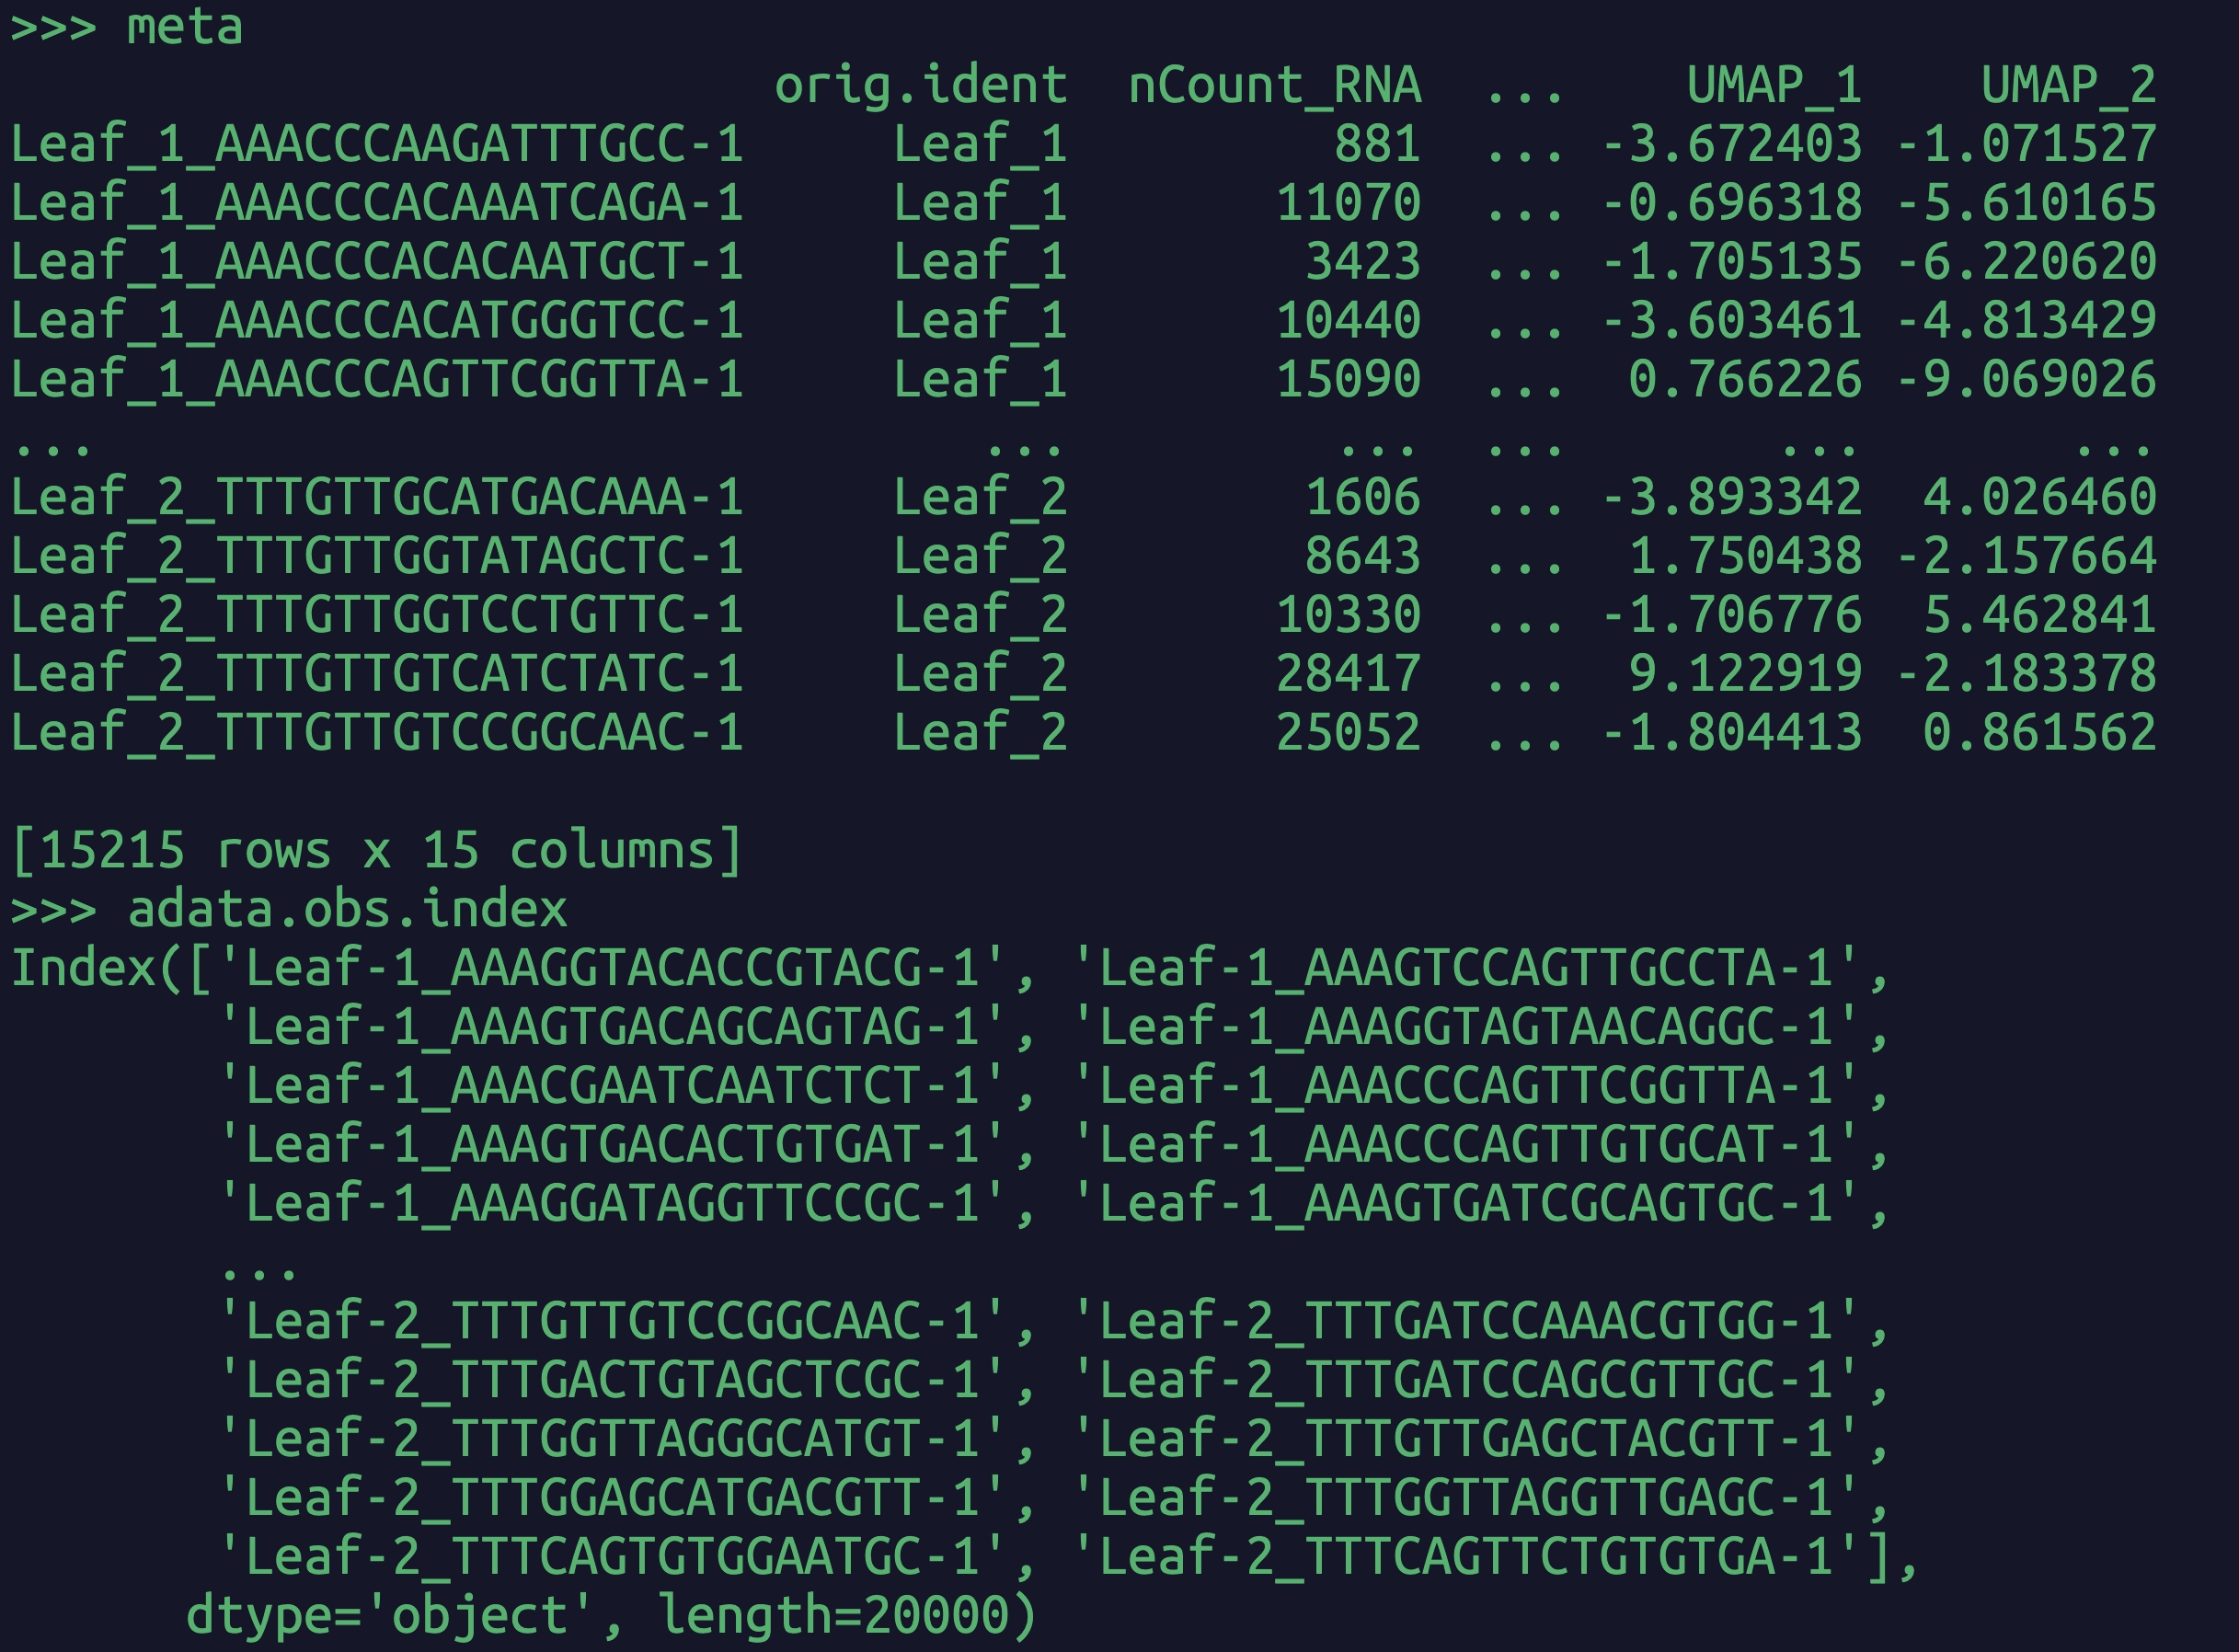 >>> meta
orig.ident nCount_RNA ... UMAP_1 UMAP_2
Leaf_1_AAACCCAAGATTTGCC-1 Leaf_1 881 ... -3.672403 -1.071527
Leaf_1_AAACCCACAAATCAGA-1 Leaf_1 11070 ... -0.696318 -5.610165
Leaf_1_AAACCCACACAATGCT-1 Leaf_1 3423 ... -1.705135 -6.220620
Leaf_1_AAACCCACATGGGTCC-1 Leaf_1 10440 ... -3.603461 -4.813429
Leaf_1_AAACCCAGTTCGGTTA-1 Leaf_1 15090 ... 0.766226 -9.069026
... ... ... ... ... ...
Leaf_2_TTTGTTGCATGACAAA-1 Leaf_2 1606 ... -3.893342 4.026460
Leaf_2_TTTGTTGGTATAGCTC-1 Leaf_2 8643 ... 1.750438 -2.157664
Leaf_2_TTTGTTGGTCCTGTTC-1 Leaf_2 10330 ... -1.706776 5.462841
Leaf_2_TTTGTTGTCATCTATC-1 Leaf_2 28417 ... 9.122919 -2.183378
Leaf_2_TTTGTTGTCCGGCAAC-1 Leaf_2 25052 ... -1.804413 0.861562
[15215 rows x 15 columns]
>>> adata.obs.index
Index(['Leaf-1_AAAGGTACACCGTACG-1', 'Leaf-1_AAAGTCCAGTTGCCTA-1',
'Leaf-1_AAAGTGACAGCAGTAG-1', 'Leaf-1_AAAGGTAGTAACAGGC-1',
'Leaf-1_AAACGAATCAATCTCT-1', 'Leaf-1_AAACCCAGTTCGGTTA-1',
'Leaf-1_AAAGTGACACTGTGAT-1', 'Leaf-1_AAACCCAGTTGTGCAT-1',
'Leaf-1_AAAGGATAGGTTCCGC-1', 'Leaf-1_AAAGTGATCGCAGTGC-1',
...
'Leaf-2_TTTGTTGTCCGGCAAC-1', 'Leaf-2_TTTGATCCAAACGTGG-1',
'Leaf-2_TTTGACTGTAGCTCGC-1', 'Leaf-2_TTTGATCCAGCGTTGC-1',
'Leaf-2_TTTGGTTAGGGCATGT-1', 'Leaf-2_TTTGTTGAGCTACGTT-1',
'Leaf-2_TTTGGAGCATGACGTT-1', 'Leaf-2_TTTGGTTAGGTTGAGC-1',
'Leaf-2_TTTCAGTGTGGAATGC-1', 'Leaf-2_TTTCAGTTCTGTGTGA-1'],
dtype='object', length=20000)